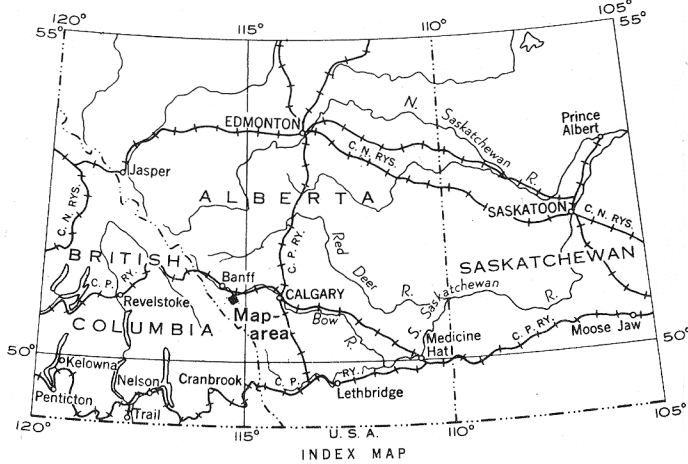 120°
115°
110°
105°
55°
55°
N. Saskatchewan R.
EDMONTON
Prince
Albert
C. N. RYS.
Jasper
ALBERTA
SASKATOON
C. N. RYS.
C. N. RYS.
C. P. RY.
Red Deer R.
BRITISH
COLUMBIA
SASKATCHEWAN
C. P. RY.
Banff
S. Saskatchewan R.
Revelstoke
CALGARY
Map-
area
Bow R.
Medicine
Hat
C. P. RY.
Moose Jaw
50°
50°
Kelowna
Nelson
Cranbrook
C. P. RY.
Lethbridge
Penticton
Trail
120°
115°
U. S. A.
110°
105°
INDEX MAP